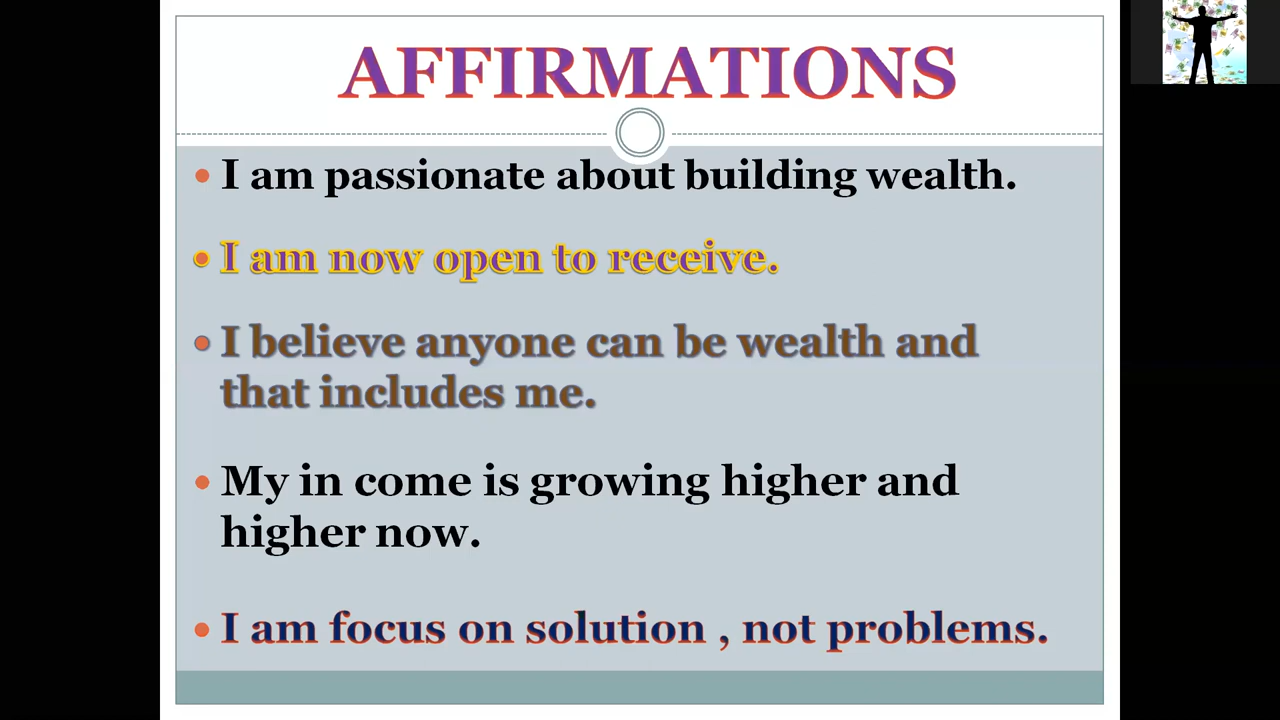 AFFIRMATIONS
I am passionate about building wealth.
I am now open to receive.
I believe anyone can be wealth and
that includes me.
My in come is growing higher and
higher now.
I am focus on solution , not problems.